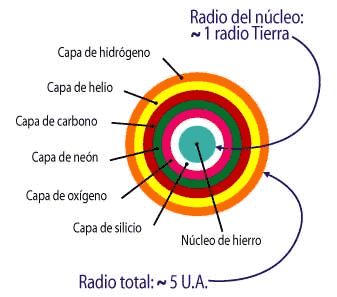 Radio del núcleo:
~ 1 radio Tierra
Capa de hidrógeno
Capa de helio
Capa de carbono
Capa de neón
Capa de oxígeno
Capa de silicio
Núcleo de hierro
Radio total: ~ 5 U.A.